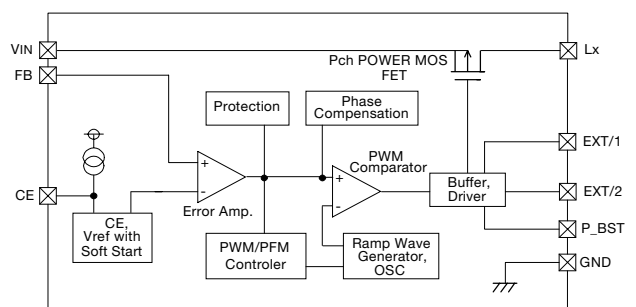 VIN
Lx
Pch POWER MOS
FET
FB
Protection
Phase
Compensation
EXT/1
+
-
Error Amp.
PWM
Comparator
+
-
Buffer,
Driver
EXT/2
CE
CE,
Vref with
Soft Start
P_BST
PWM/PFM
Controler
Ramp Wave
Generator,
OSC
GND